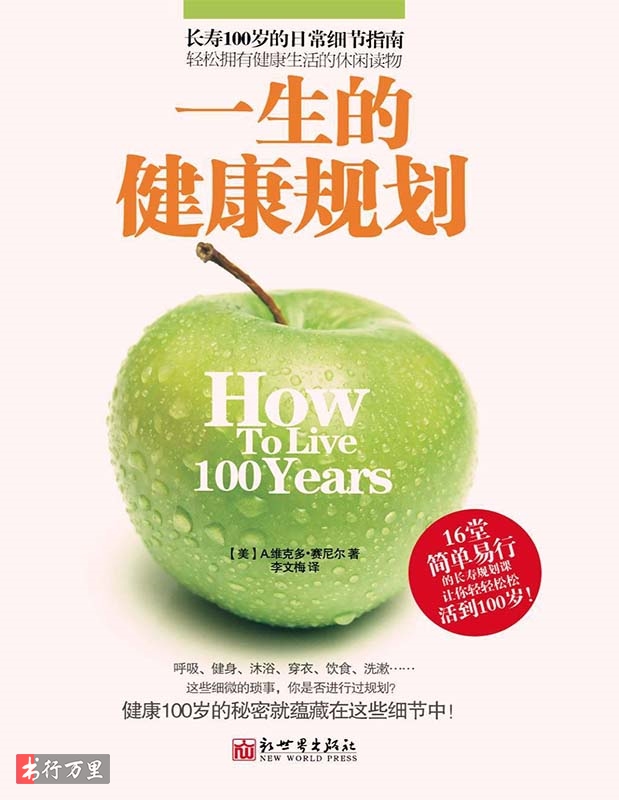 长寿100岁的日常细节指南
轻松拥有健康生活的休闲读物
一生的
健康规划
How
To Live
100 Years
【美】A.维克多·赛尼尔 著
李文梅 译
16堂
简单易行
的长寿规划课
让你轻轻松松
活到100岁！
呼吸、健身、沐浴、穿衣、饮食、洗漱……
这些细微的琐事，你是否进行过规划？
健康100岁的秘密就蕴藏在这些细节中！
新世界出版社
NEW WORLD PRESS
书行万里